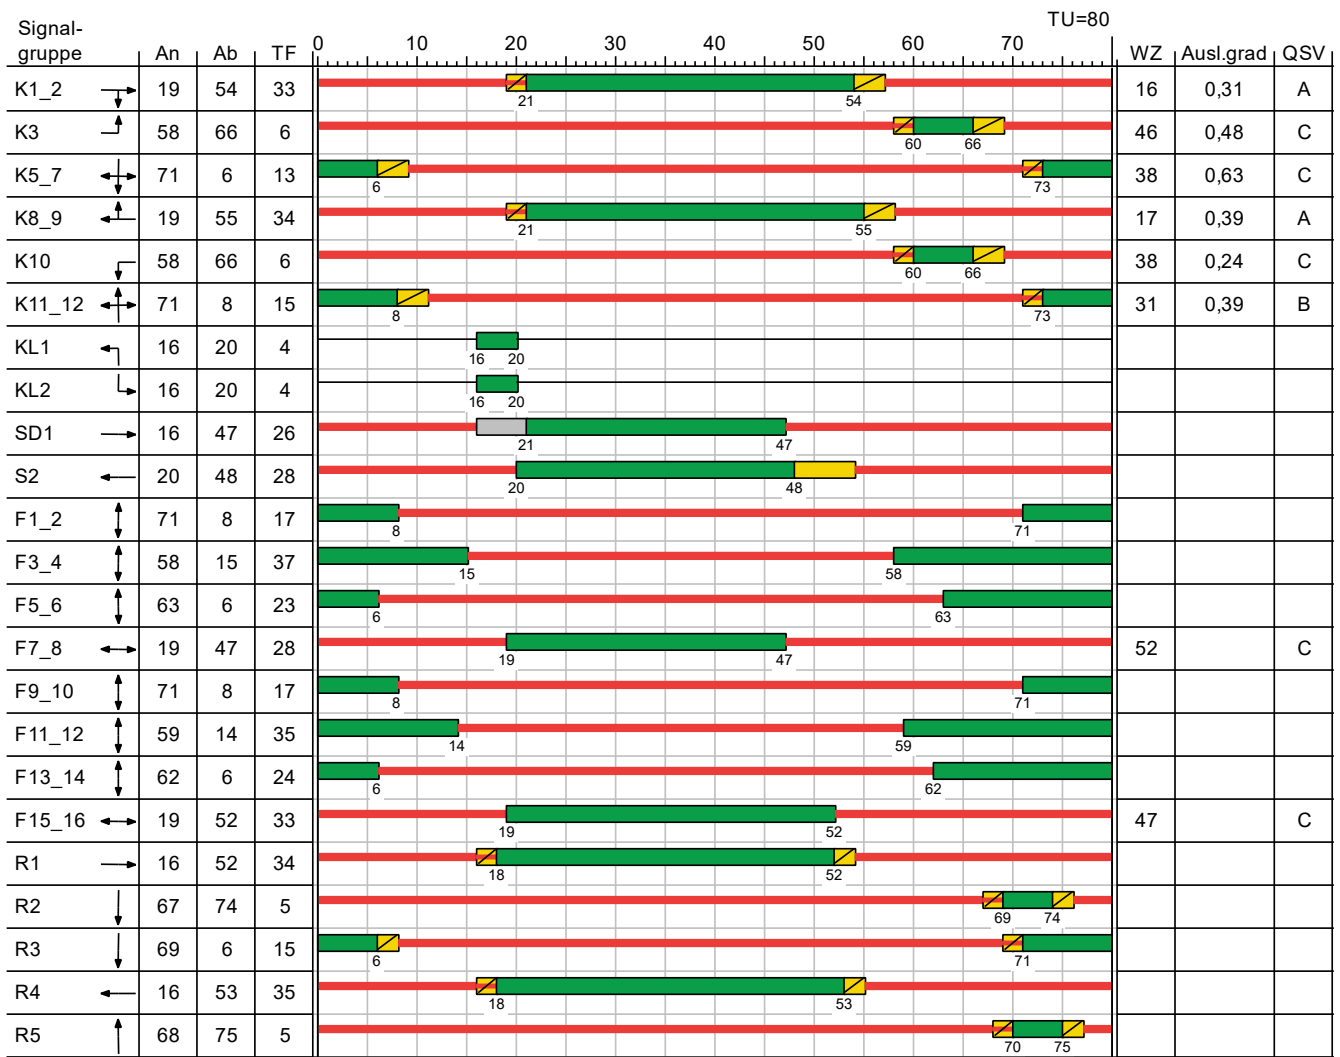 TU=80
Signal-
gruppe An Ab TF 0 10 20 30 40 50 60 70 WZ Ausl.grad QSV
K1_2 19 54 33 16 0,31 A
21 54
K3 58 66 6 46 0,48 C
60 66
K5_7 71 6 13 38 0,63 C
6 73
K8_9 19 55 34 17 0,39 A
21 55
K10 58 66 6 38 0,24 C
60 66
K11_12 71 8 15 31 0,39 B
8 73
KL1 16 20 4
16 20
KL2 16 20 4
16 20
SD1 16 47 26
21 47
S2 20 48 28
20 48
F1_2 71 8 17
8 71
F3_4 58 15 37
15 58
F5_6 63 6 23
6 63
F7_8 19 47 28 52 C
19 47
F9_10 71 8 17
8 71
F11_12 59 14 35
14 59
F13_14 62 6 24
6 62
F15_16 19 52 33 47 C
19 52
R1 16 52 34
18 52
R2 67 74 5
69 74
R3 69 6 15
6 71
R4 16 53 35
18 53
R5 68 75 5
70 75